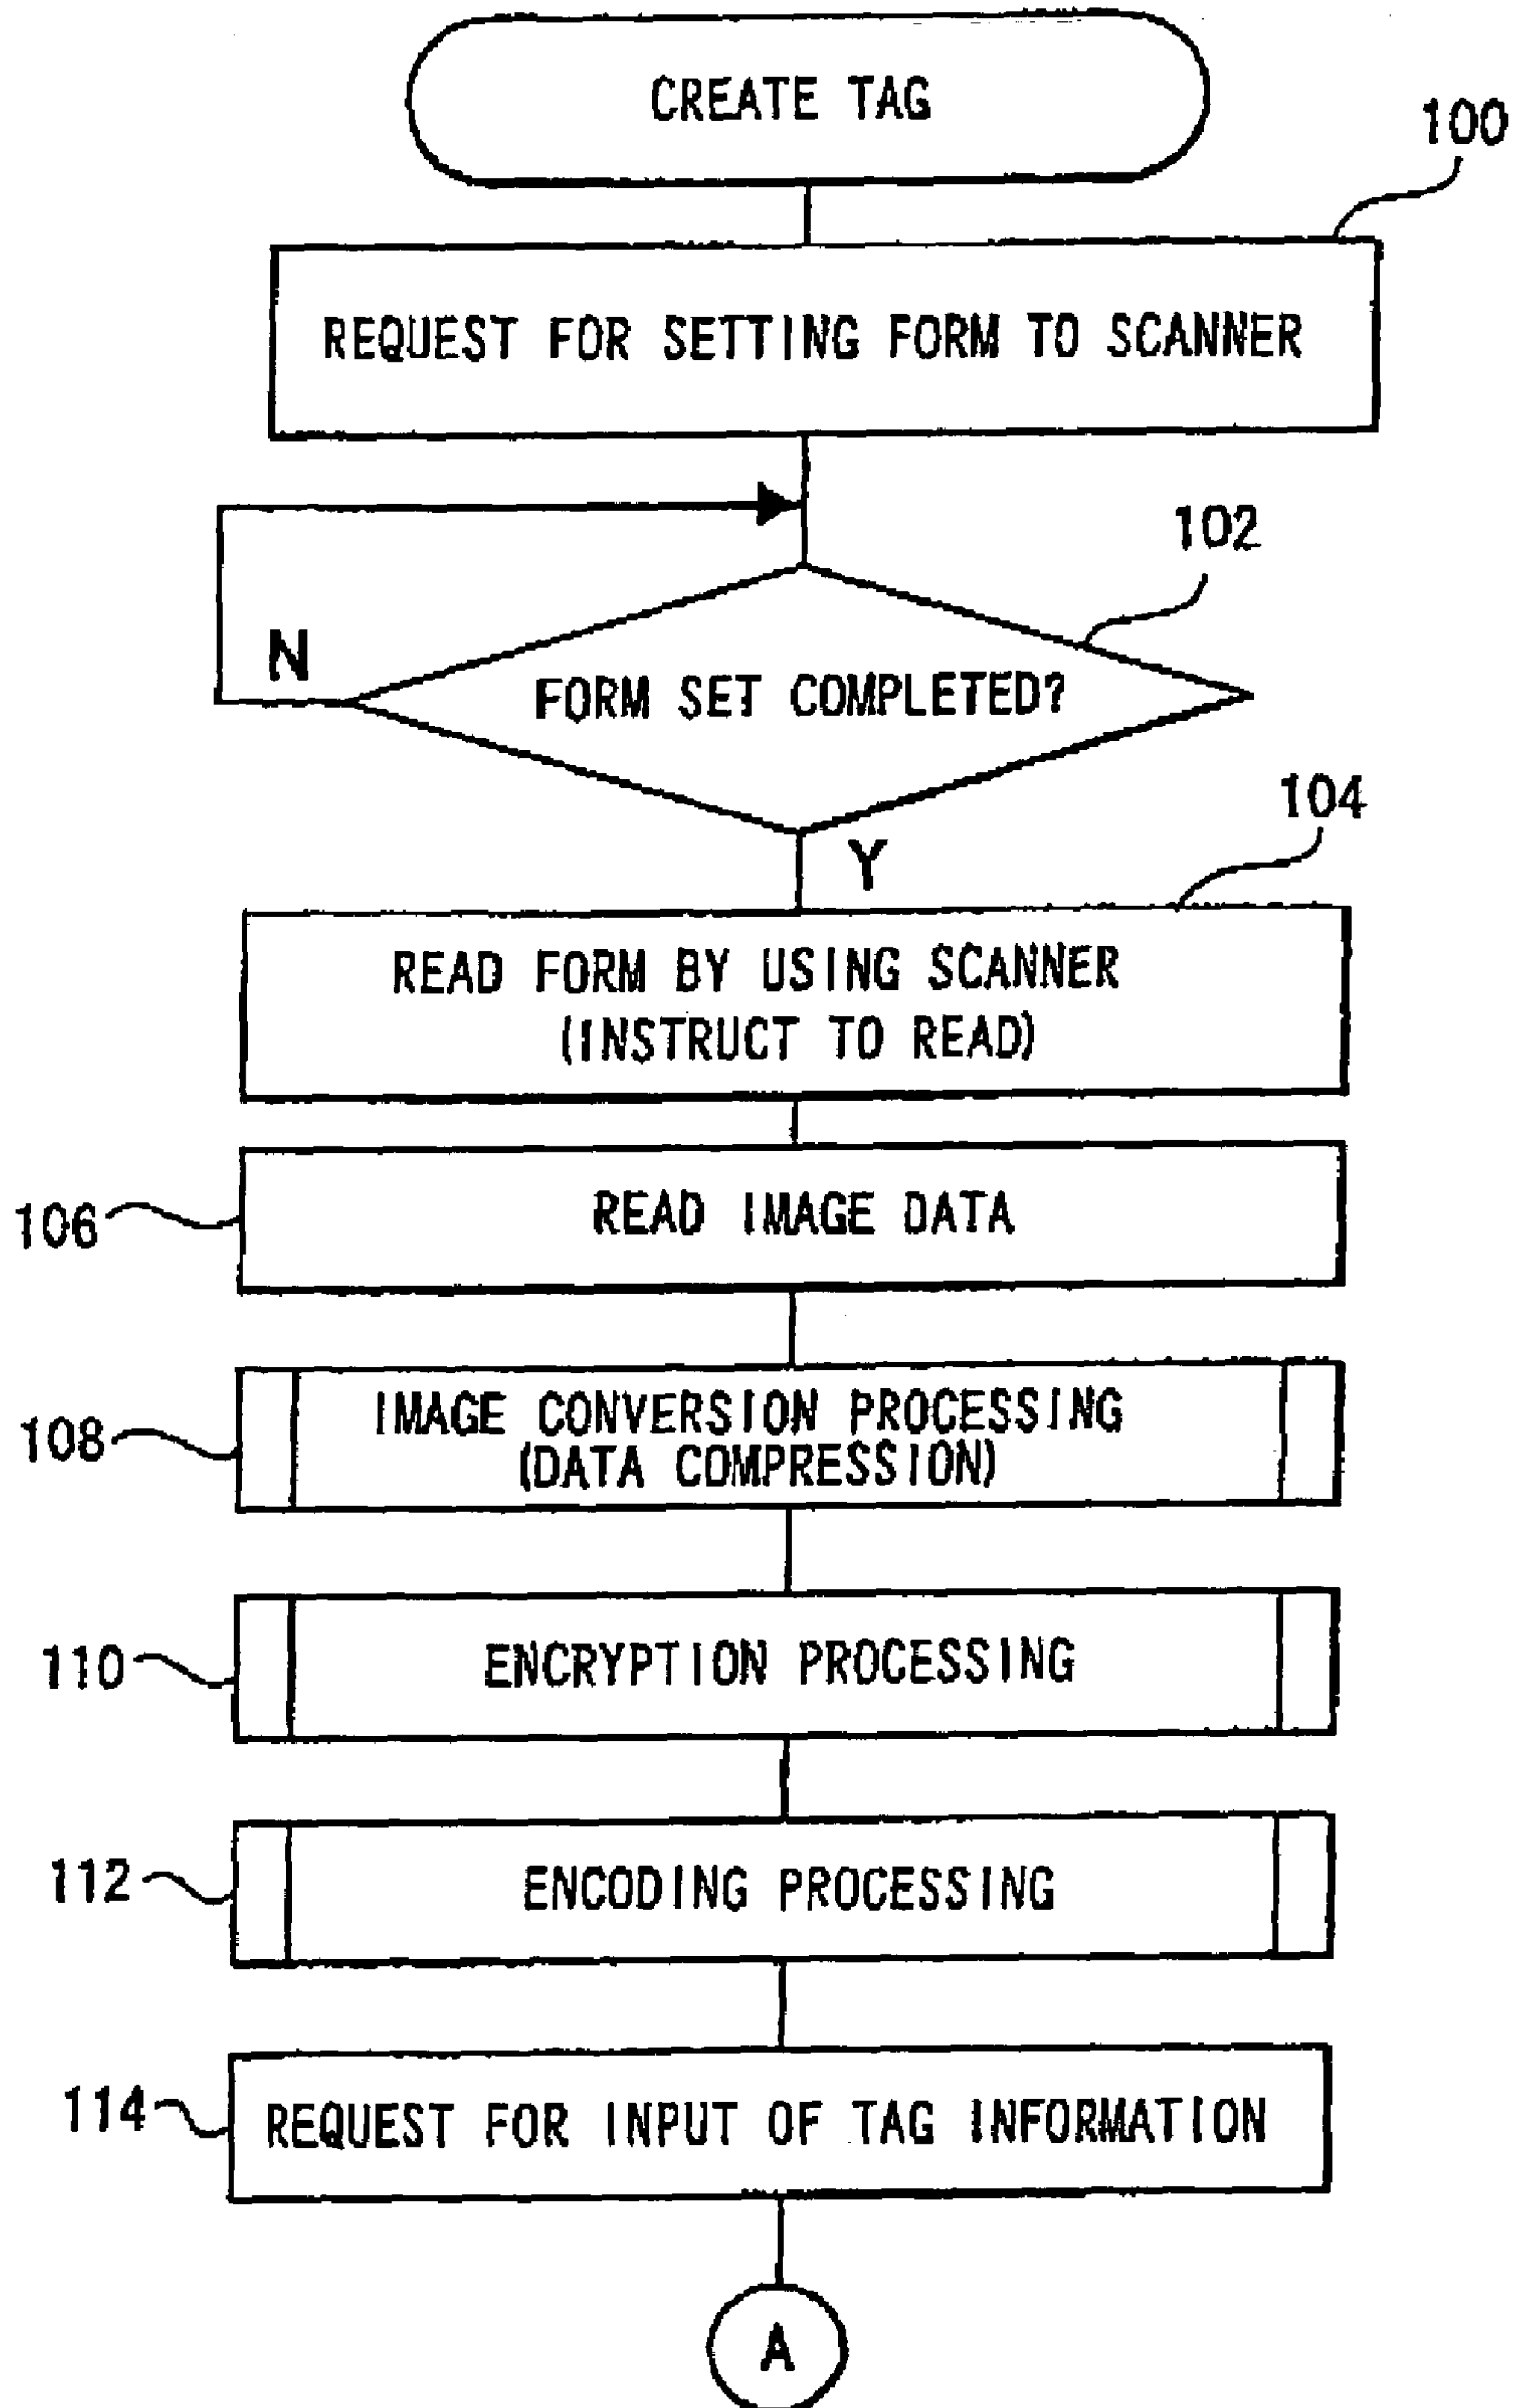 CREATE TAG
100
REQUEST FOR SETTING FORM TO SCANNER
102
N
FORM SET COMPLETED?
104
Y
READ FORM BY USING SCANNER
(INSTRUCT TO READ)
106
READ IMAGE DATA
108
IMAGE CONVERSION PROCESSING
(DATA COMPRESSION)
110
ENCRYPTION PROCESSING
112
ENCODING PROCESSING
114
REQUEST FOR INPUT OF TAG INFORMATION
A